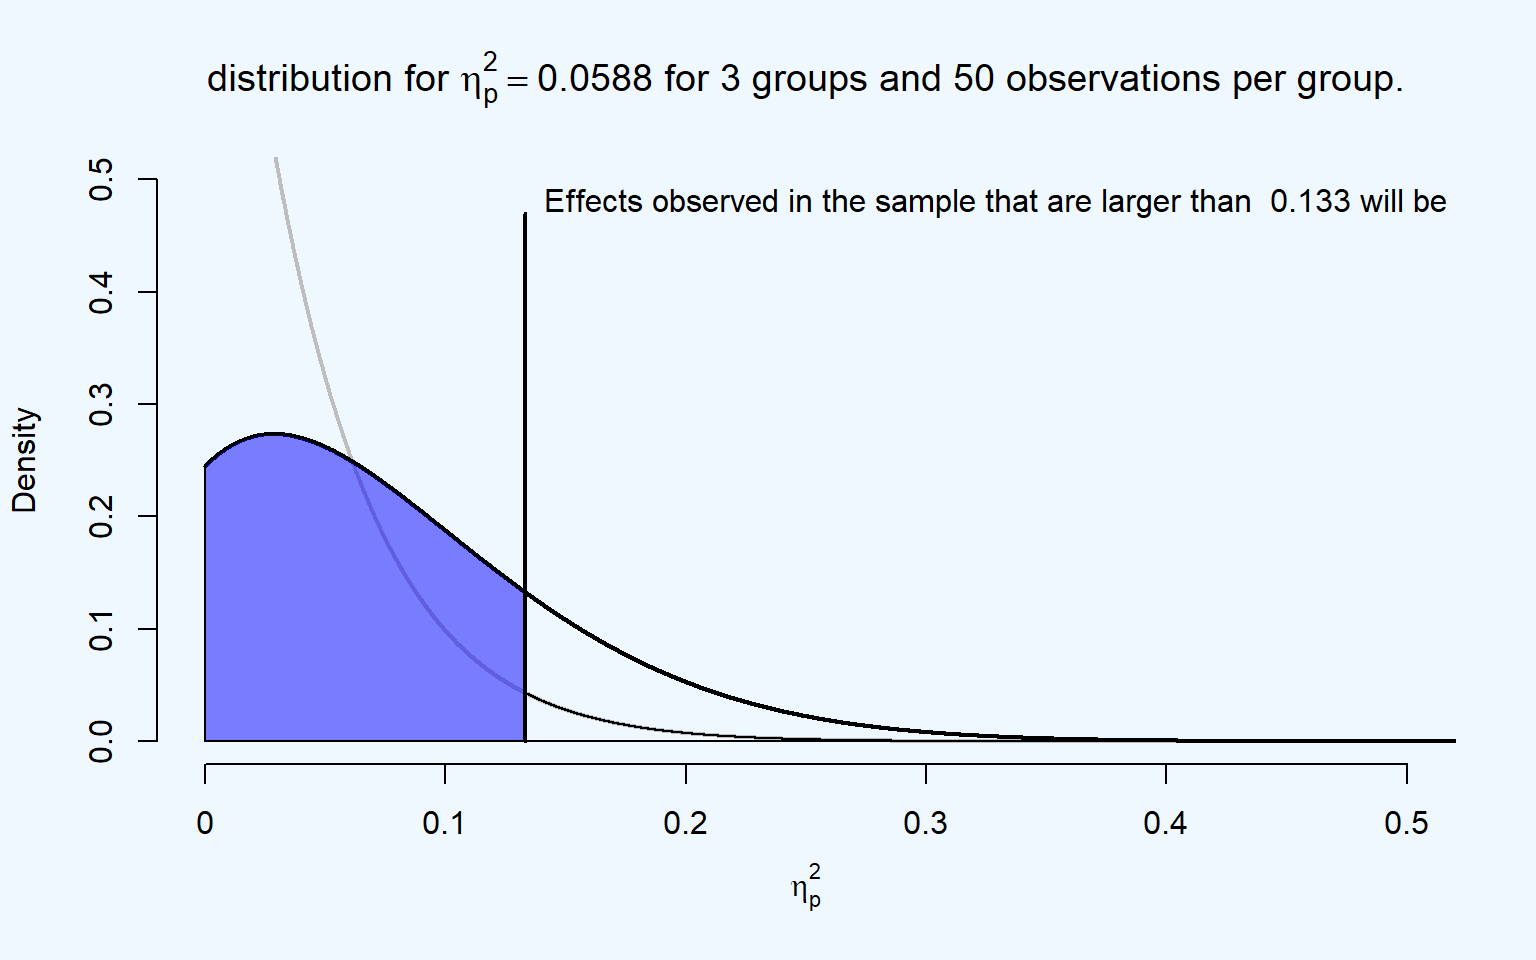 distribution for η²ₚ = 0.0588 for 3 groups and 50 observations per group.
Effects observed in the sample that are larger than  0.133 will be
Density
0.5
0.4
0.3
0.2
0.1
0.0
0 0.1 0.2 0.3 0.4 0.5
η²ₚ